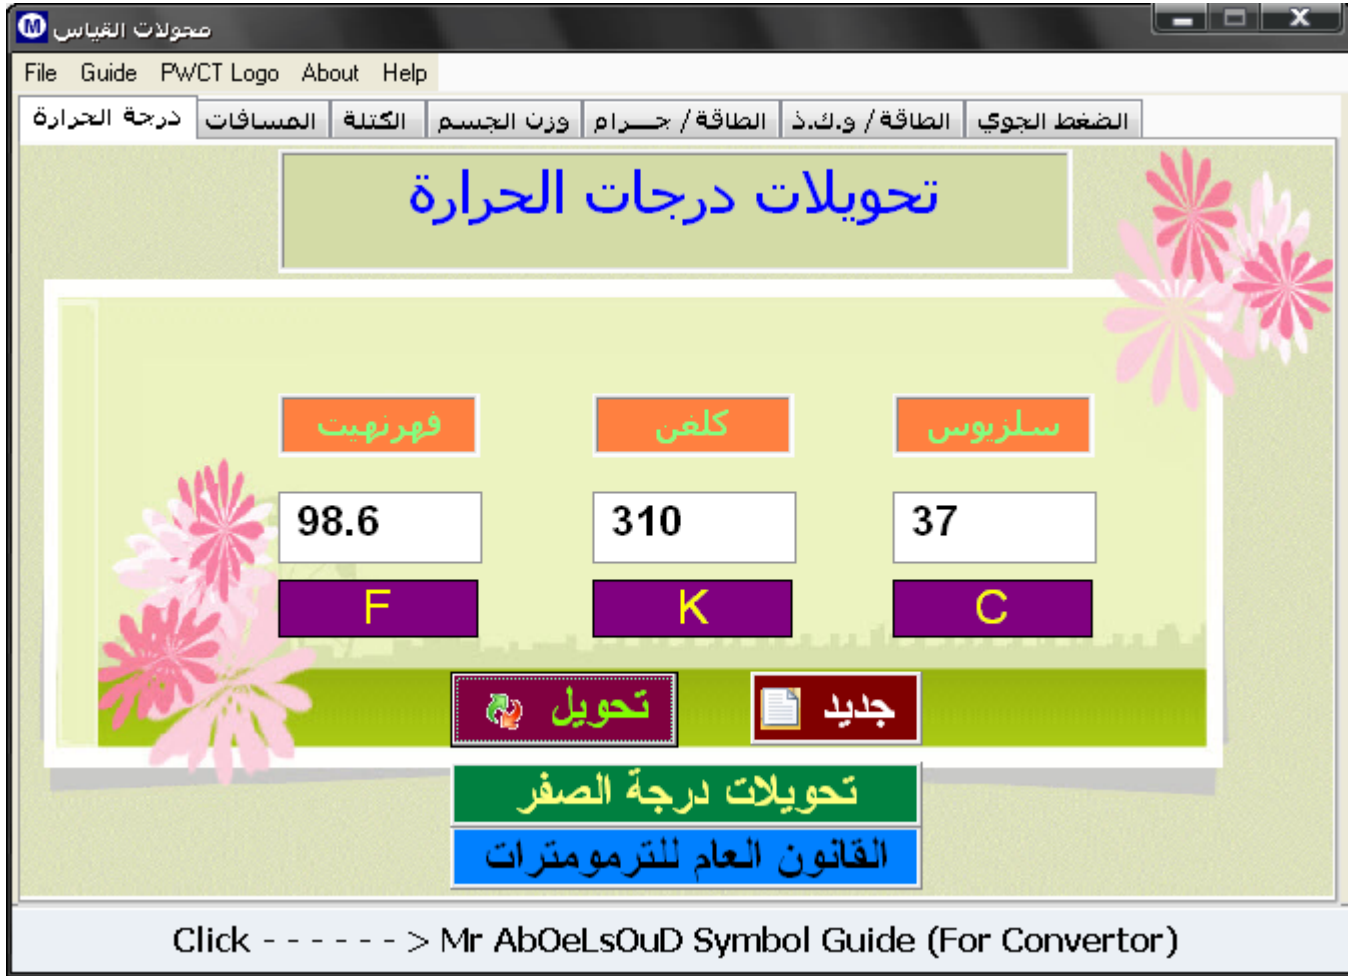 محولات القياس
File Guide PWCT Logo About Help
درجة الحرارة المسافات الكتلة وزن الجسم الطاقة / جـــرام الطاقة / و.ك.ذ الضغط الجوي
تحويلات درجات الحرارة
فهرنهيت كلفن سلزيوس
98.6 310 37
F K C
تحويل جديد
تحويلات درجة الصفر
القانون العام للترمومترات
Click - - - - - - > Mr AbOeLsOuD Symbol Guide (For Convertor)